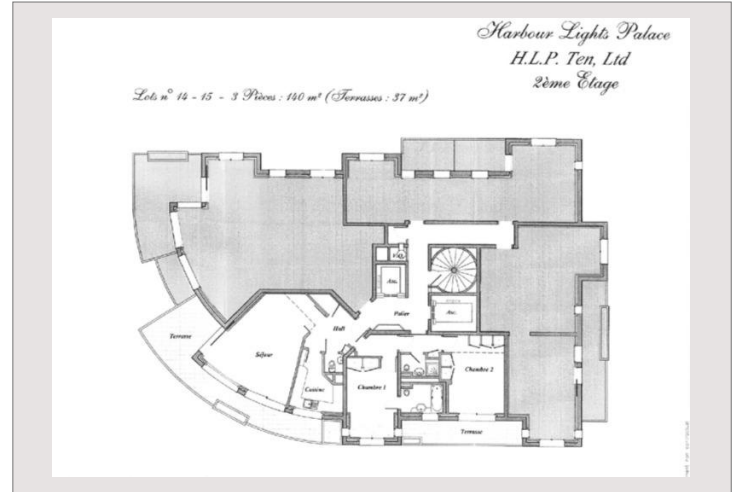 Harbour Lights Palace
H.L.P. Ten, Ltd
2ème Etage
Lots n° 14 - 15 - 3 Pièces : 140 m² (Terrasses : 37 m²)
V.O.
Asc.
Palier
Asc.
Terrasse
Hall
Séjour
Cuisine
Chambre 1
Chambre 2
Terrasse